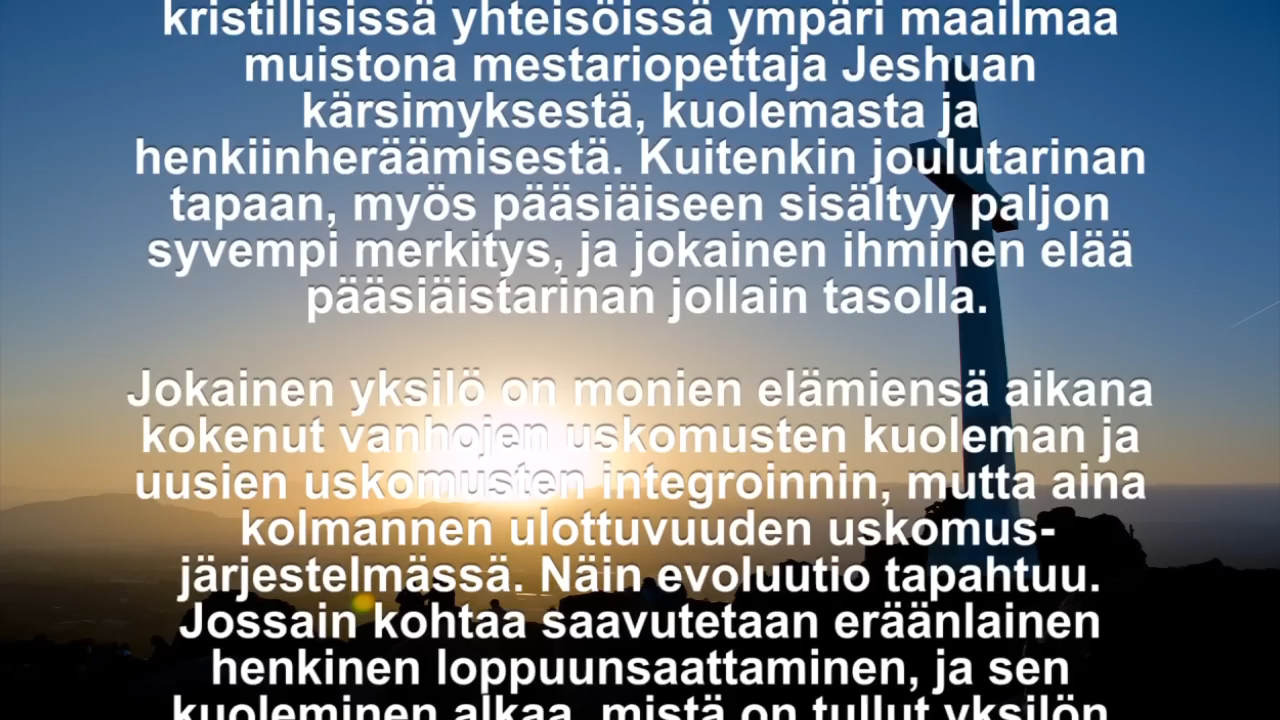 kristillisissä yhteisöissä ympäri maailmaa
muistona mestariopettaja Jeshuan
kärsimyksestä, kuolemasta ja
henkiinheräämisestä. Kuitenkin joulutarinan
tapaan, myös pääsiäiseen sisältyy paljon
syvempi merkitys, ja jokainen ihminen elää
pääsiäistarinan jollain tasolla.
Jokainen yksilö on monien elämiensä aikana
kokenut vanhojen uskomusten kuoleman ja
uusien uskomusten integroinnin, mutta aina
kolmannen ulottuvuuden uskomus-
järjestelmässä. Näin evoluutio tapahtuu.
Jossain kohtaa saavutetaan eräänlainen
henkinen loppuunsaattaminen, ja sen
kuoleminen alkaa, mistä on tullut yksilön